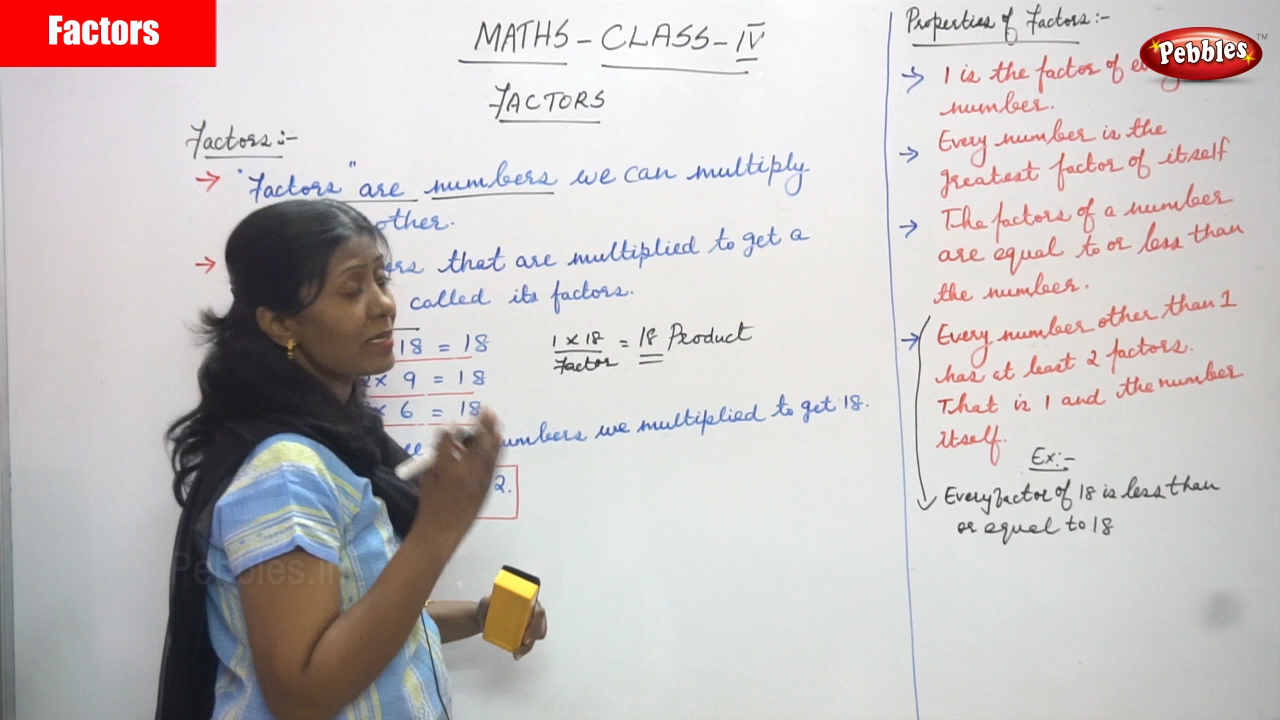 Factors
MATHS - CLASS - IV
FACTORS
Factors :-
→ "Factors" are numbers we can multiply
other.
→ that are multiplied to get a
called its factors.
18 = 18
2 × 9 = 18
× 6 = 18
1 × 18 = 18 Product
Factor
numbers we multiplied to get 18.
2.
Properties of Factors :-
→ 1 is the factor of
number.
→ Every number is the
greatest factor of itself
→ The factors of a number
are equal to or less than
the number.
→ Every number other than 1
has at least 2 factors.
That is 1 and the number
itself.
Ex :-
Every factor of 18 is less than
or equal to 18
Pebbles™
Pebbles.in